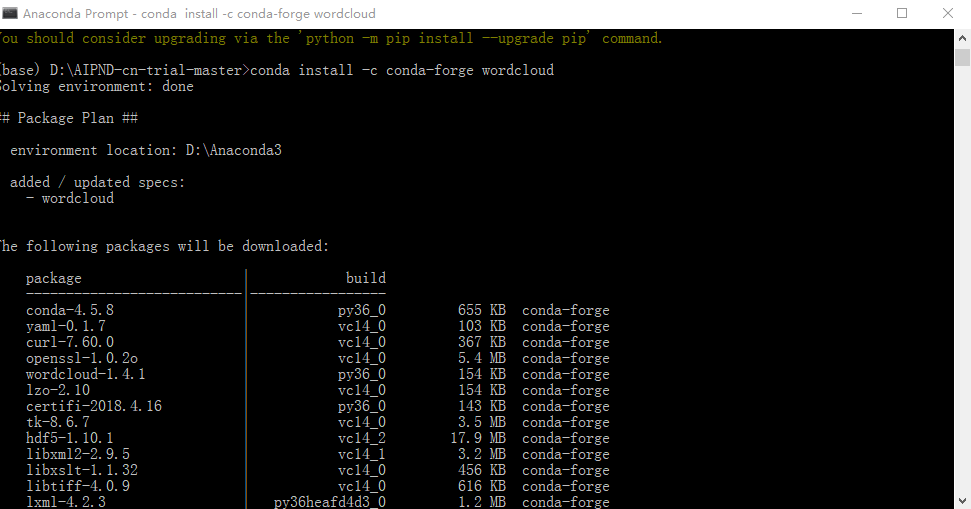 Anaconda Prompt - conda  install -c conda-forge wordcloud
You should consider upgrading via the 'python -m pip install --upgrade pip' command.
(base) D:\AIPND-cn-trial-master>conda install -c conda-forge wordcloud
Solving environment: done
## Package Plan ##
environment location: D:\Anaconda3
added / updated specs:
- wordcloud
The following packages will be downloaded:
package | build
---------------------------|-----------------
conda-4.5.8 | py36_0 655 KB conda-forge
yaml-0.1.7 | vc14_0 103 KB conda-forge
curl-7.60.0 | vc14_0 367 KB conda-forge
openssl-1.0.2o | vc14_0 5.4 MB conda-forge
wordcloud-1.4.1 | py36_0 154 KB conda-forge
lzo-2.10 | vc14_0 154 KB conda-forge
certifi-2018.4.16 | py36_0 143 KB conda-forge
tk-8.6.7 | vc14_0 3.5 MB conda-forge
hdf5-1.10.1 | vc14_2 17.9 MB conda-forge
libxml2-2.9.5 | vc14_1 3.2 MB conda-forge
libxslt-1.1.32 | vc14_0 456 KB conda-forge
libtiff-4.0.9 | vc14_0 616 KB conda-forge
lxml-4.2.3 | py36heafd4d3_0 1.2 MB conda-forge